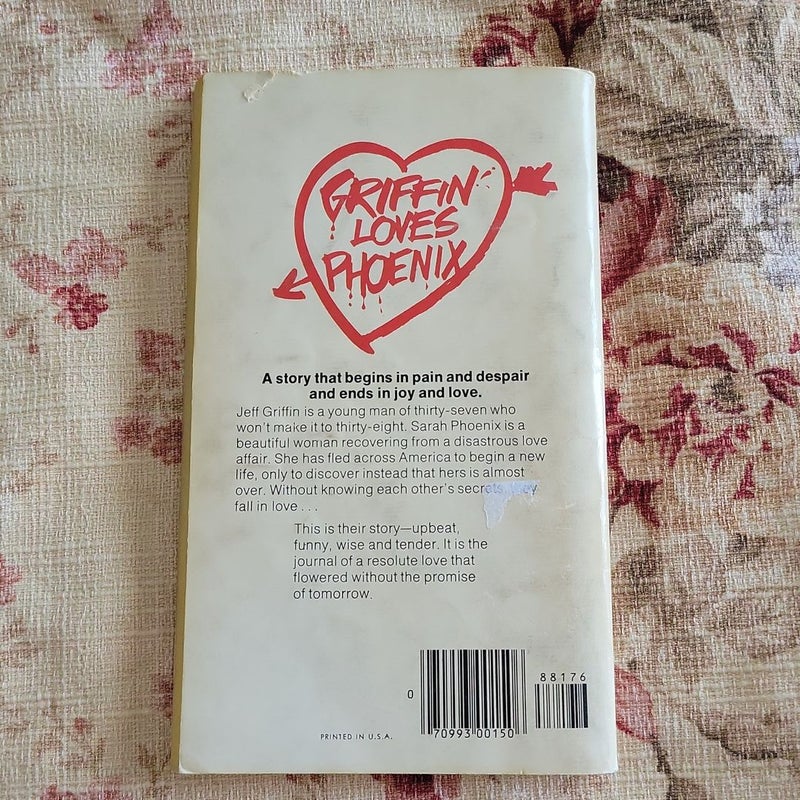 GRIFFIN
LOVES
PHOENIX
A story that begins in pain and despair
and ends in joy and love.
Jeff Griffin is a young man of thirty-seven who
won't make it to thirty-eight. Sarah Phoenix is a
beautiful woman recovering from a disastrous love
affair. She has fled across America to begin a new
life, only to discover instead that hers is almost
over. Without knowing each other's secrets, they
fall in love . . .
This is their story—upbeat,
funny, wise and tender. It is the
journal of a resolute love that
flowered without the promise
of tomorrow.
88176
0
70993 00150
PRINTED IN U.S.A.